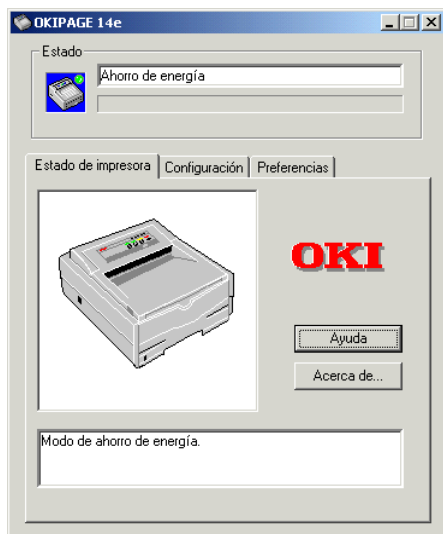 OKIPAGE 14e
Estado
Ahorro de energía
Estado de impresora
Configuración
Preferencias
OKI
Ayuda
Acerca de...
Modo de ahorro de energía.